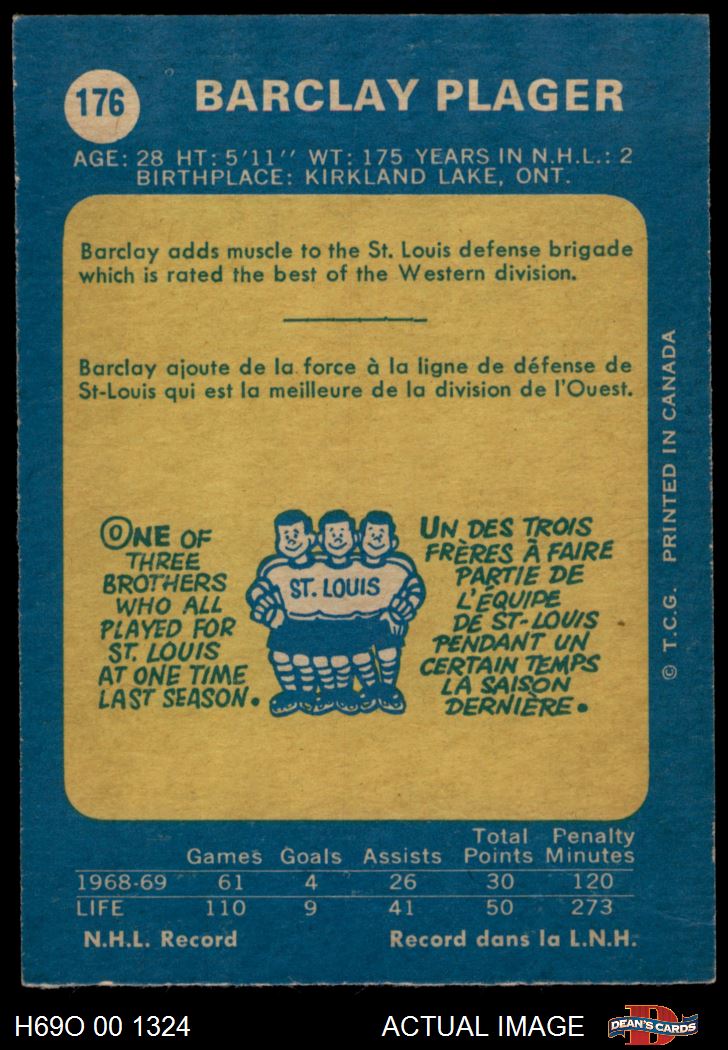 176
BARCLAY PLAGER
AGE: 28 HT: 5'11'' WT: 175 YEARS IN N.H.L.: 2
BIRTHPLACE: KIRKLAND LAKE, ONT.
Barclay adds muscle to the St. Louis defense brigade
which is rated the best of the Western division.
Barclay ajoute de la force à la ligne de défense de
St-Louis qui est la meilleure de la division de l'Ouest.
ONE OF
THREE
BROTHERS
WHO ALL
PLAYED FOR
ST. LOUIS
AT ONE TIME
LAST SEASON.
ST. LOUIS
UN DES TROIS
FRÈRES À FAIRE
PARTIE DE
L'ÉQUIPE
DE ST-LOUIS
PENDANT UN
CERTAIN TEMPS
LA SAISON
DERNIÈRE.
© T.C.G. PRINTED IN CANADA
Total Penalty
Games Goals Assists Points Minutes
1968-69 61 4 26 30 120
LIFE 110 9 41 50 273
N.H.L. Record Record dans la L.N.H.
H69O 00 1324 ACTUAL IMAGE D DEAN'S CARDS